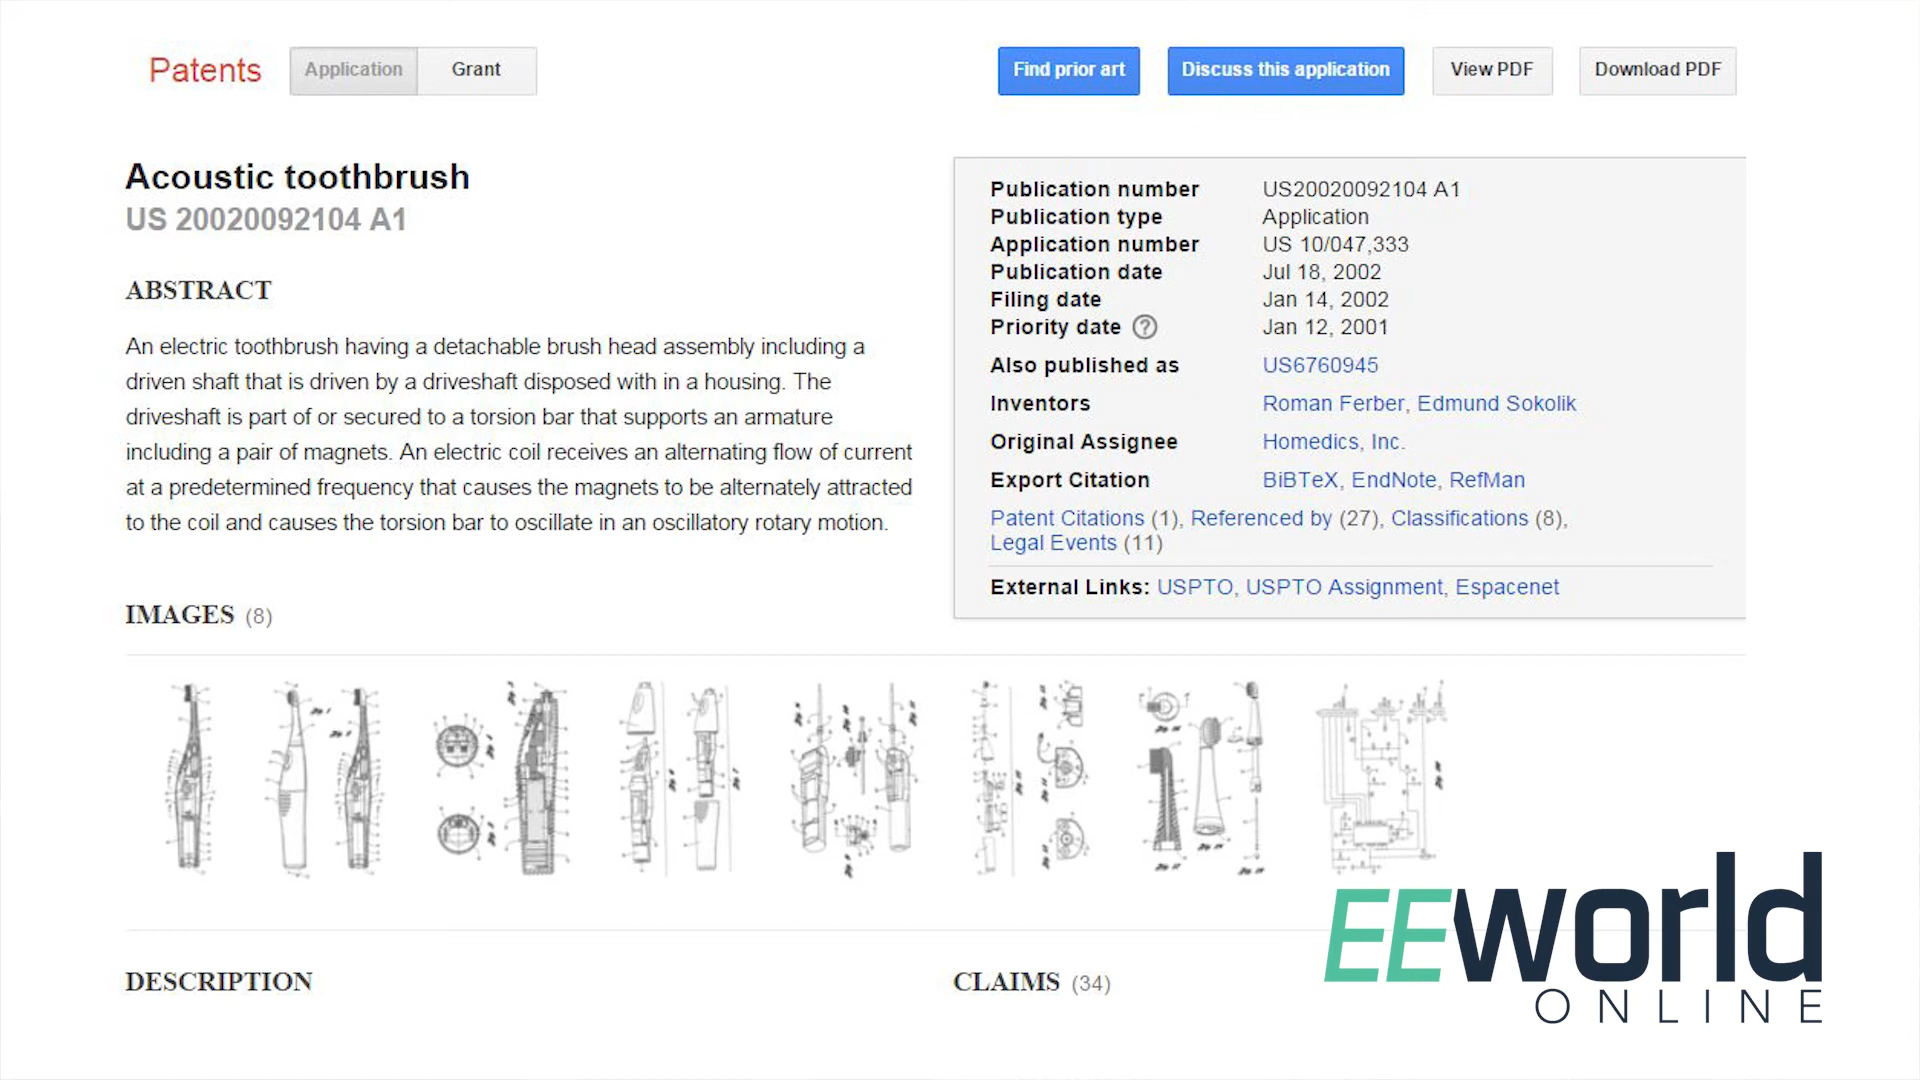 Patents
Application
Grant
Find prior art
Discuss this application
View PDF
Download PDF
Acoustic toothbrush
US 20020092104 A1
ABSTRACT
An electric toothbrush having a detachable brush head assembly including a
driven shaft that is driven by a driveshaft disposed with in a housing. The
driveshaft is part of or secured to a torsion bar that supports an armature
including a pair of magnets. An electric coil receives an alternating flow of current
at a predetermined frequency that causes the magnets to be alternately attracted
to the coil and causes the torsion bar to oscillate in an oscillatory rotary motion.
Publication number US20020092104 A1
Publication type Application
Application number US 10/047,333
Publication date Jul 18, 2002
Filing date Jan 14, 2002
Priority date ? Jan 12, 2001
Also published as US6760945
Inventors Roman Ferber, Edmund Sokolik
Original Assignee Homedics, Inc.
Export Citation BiBTeX, EndNote, RefMan
Patent Citations (1), Referenced by (27), Classifications (8),
Legal Events (11)
External Links: USPTO, USPTO Assignment, Espacenet
IMAGES (8)
DESCRIPTION
CLAIMS (34)
EEWorld
ONLINE